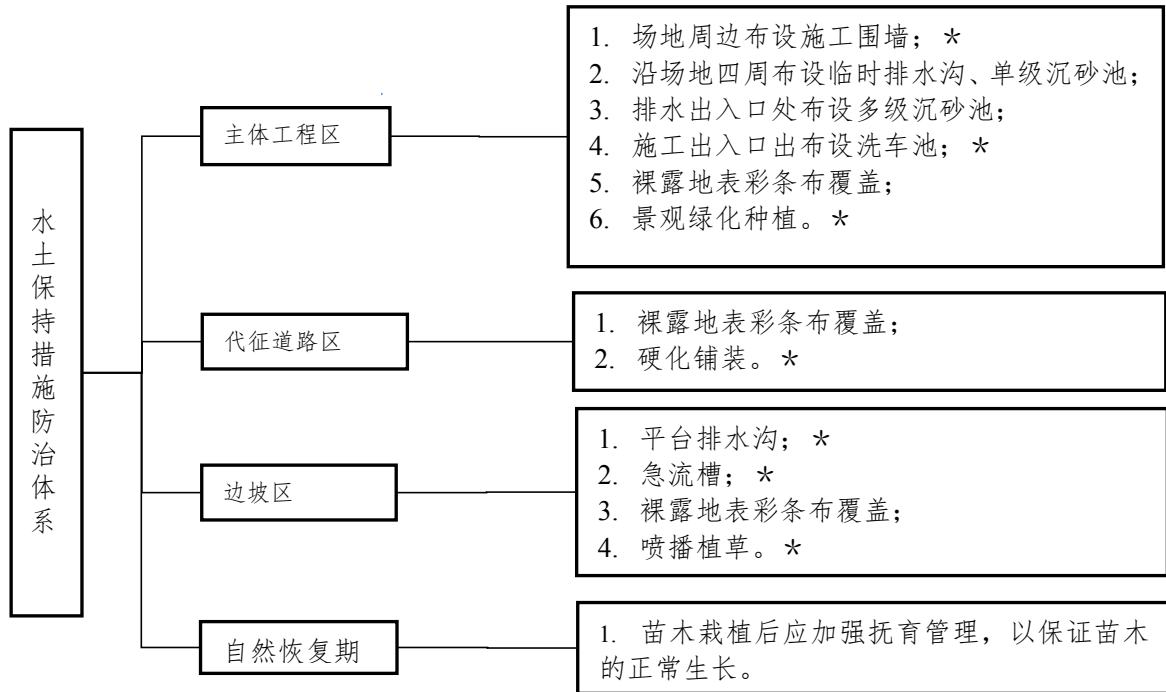 水土保持措施防治体系
主体工程区
1. 场地周边布设施工围墙；＊
2. 沿场地四周布设临时排水沟、单级沉砂池；
3. 排水出入口处布设多级沉砂池；
4. 施工出入口出布设洗车池；＊
5. 裸露地表彩条布覆盖；
6. 景观绿化种植。＊
代征道路区
1. 裸露地表彩条布覆盖；
2. 硬化铺装。＊
边坡区
1. 平台排水沟；＊
2. 急流槽；＊
3. 裸露地表彩条布覆盖；
4. 喷播植草。＊
自然恢复期
1. 苗木栽植后应加强抚育管理，以保证苗木
的正常生长。